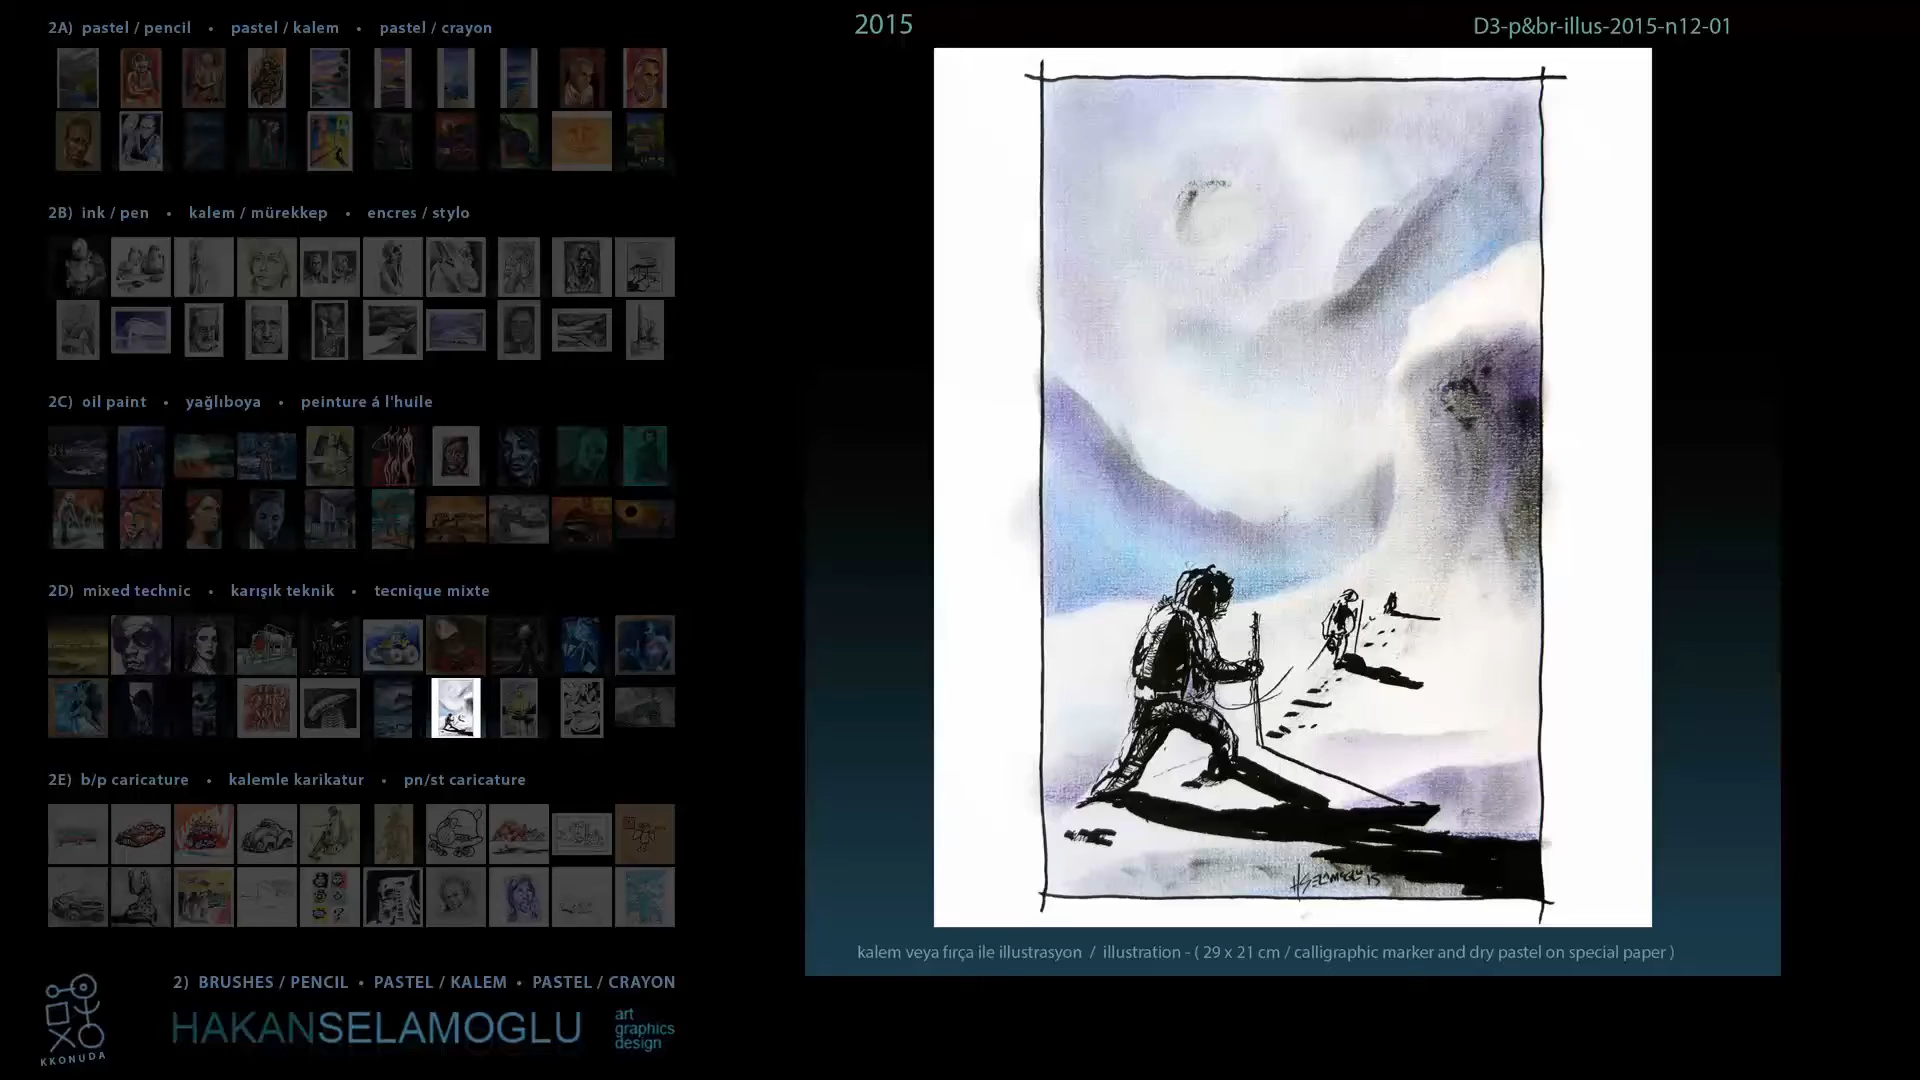 2A) pastel / pencil • pastel / kalem • pastel / crayon
2B) ink / pen • kalem / mürekkep • encres / stylo
2C) oil paint • yağlıboya • peinture á l'huile
2D) mixed technic • karışık teknik • tecnique mixte
2E) b/p caricature • kalemle karikatur • pn/st caricature
2) BRUSHES / PENCIL • PASTEL / KALEM • PASTEL / CRAYON
KKONUDA
HAKANSELAMOGLU
art
graphics
design
2015
D3-p&br-illus-2015-n12-01
HSELAMOGLU 15
kalem veya fırça ile illustrasyon / illustration - ( 29 x 21 cm / calligraphic marker and dry pastel on special paper )